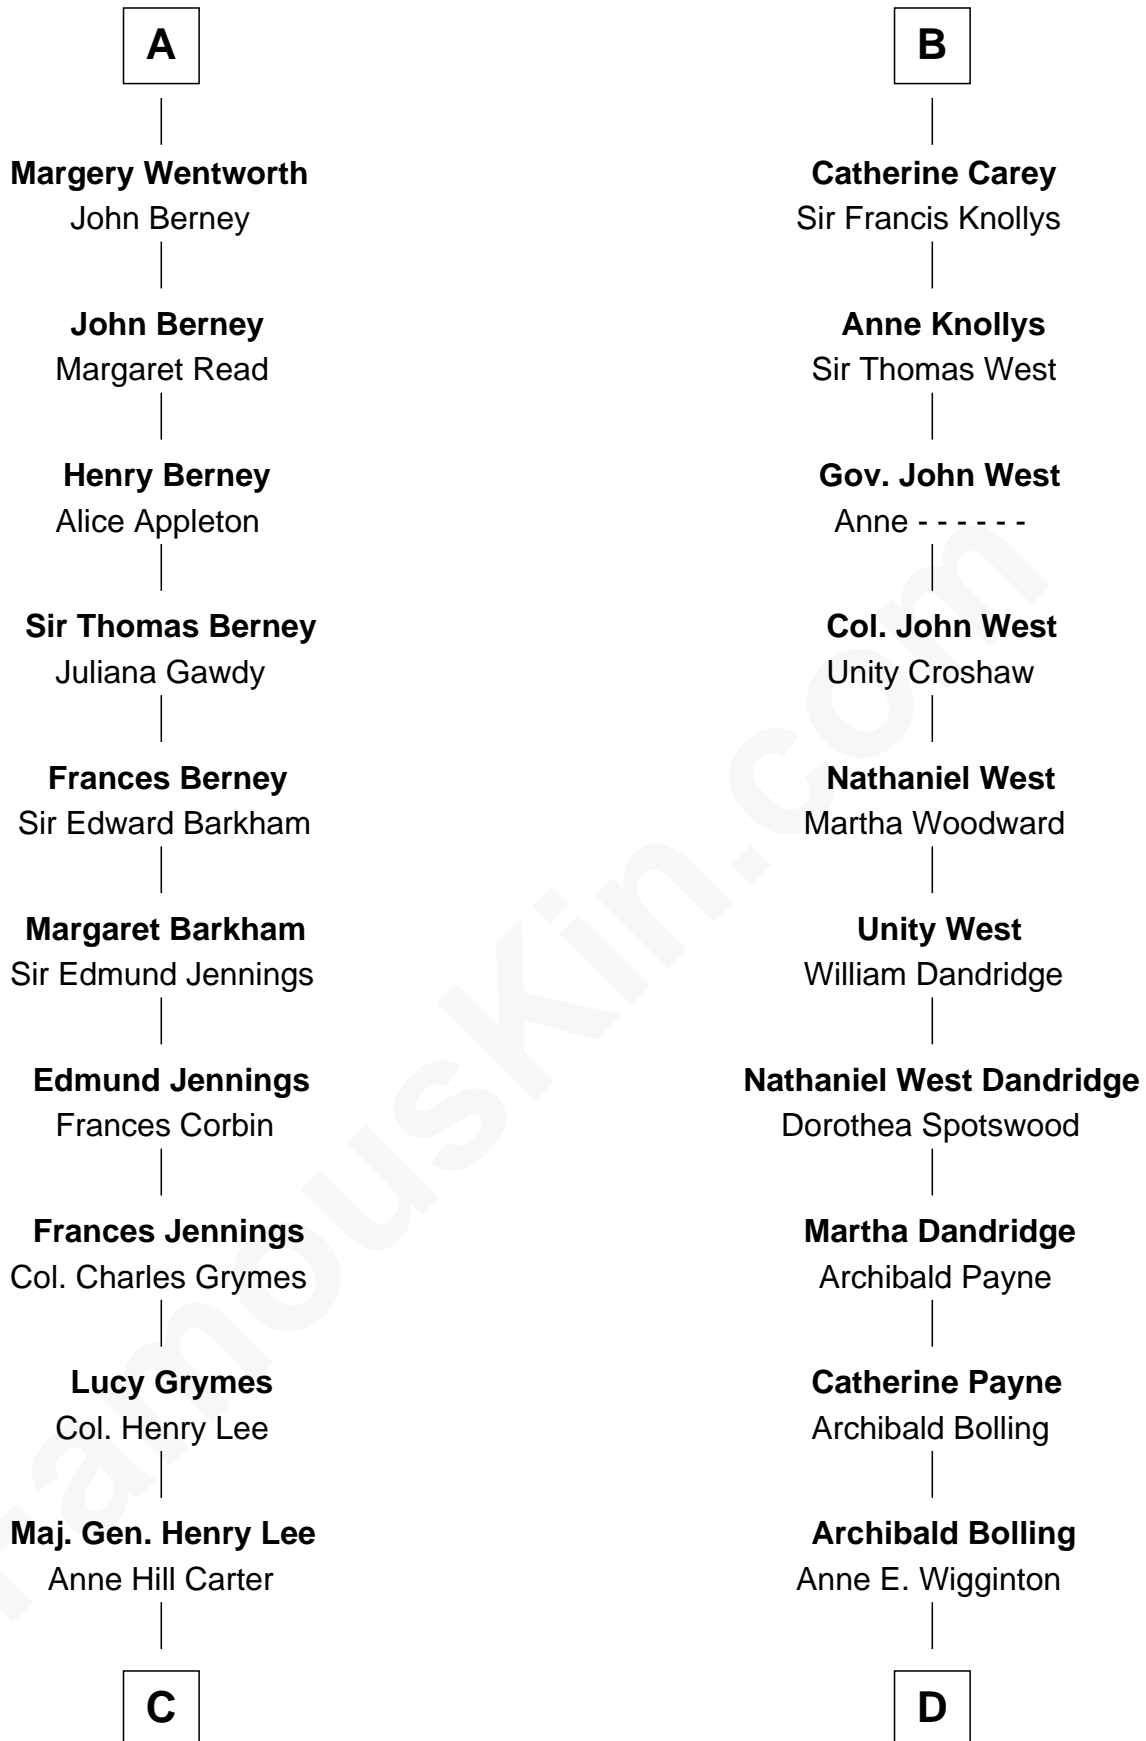 A
Margery Wentworth
John Berney
John Berney
Margaret Read
Henry Berney
Alice Appleton
Sir Thomas Berney
Juliana Gawdy
Frances Berney
Sir Edward Barkham
Margaret Barkham
Sir Edmund Jennings
Edmund Jennings
Frances Corbin
Frances Jennings
Col. Charles Grymes
Lucy Grymes
Col. Henry Lee
Maj. Gen. Henry Lee
Anne Hill Carter
C
B
Catherine Carey
Sir Francis Knollys
Anne Knollys
Sir Thomas West
Gov. John West
Anne - - - - - -
Col. John West
Unity Croshaw
Nathaniel West
Martha Woodward
Unity West
William Dandridge
Nathaniel West Dandridge
Dorothea Spotswood
Martha Dandridge
Archibald Payne
Catherine Payne
Archibald Bolling
Archibald Bolling
Anne E. Wigginton
D
FamousKin.com